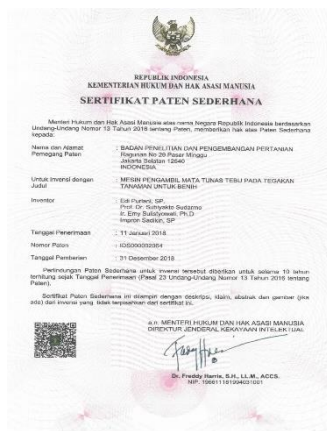 REPUBLIK INDONESIA
KEMENTERIAN HUKUM DAN HAK ASASI MANUSIA
SERTIFIKAT PATEN SEDERHANA
Menteri Hukum dan Hak Asasi Manusia atas nama Negara Republik Indonesia berdasarkan
Undang-Undang Nomor 13 Tahun 2016 tentang Paten, memberikan hak atas Paten Sederhana
kepada:
Nama dan Alamat : BADAN PENELITIAN DAN PENGEMBANGAN PERTANIAN
Pemegang Paten Ragunan No 29 Pasar Minggu
Jakarta Selatan 12540
INDONESIA
Untuk Invensi dengan : MESIN PENGAMBIL MATA TUNAS TEBU PADA TEGAKAN
Judul TANAMAN UNTUK BENIH
Inventor : Edi Purlani, SP.
Prof. Dr. Subiyakto Sudarmo
Ir. Emy Sulistyowati, Ph.D
Impron Sadikin, SP
Tanggal Penerimaan : 11 Januari 2018
Nomor Paten :
Tanggal Pemberian : 21 Desember 2018
Perlindungan Paten Sederhana untuk invensi tersebut diberikan untuk selama 10 tahun
terhitung sejak Tanggal Penerimaan (Pasal 23 Undang-Undang Nomor 13 Tahun 2016 tentang
Paten).
Sertifikat Paten Sederhana ini dilampiri dengan deskripsi, klaim, abstrak dan gambar (jika
ada) dari invensi yang tidak terpisahkan dari sertifikat ini.
a.n. MENTERI HUKUM DAN HAK ASASI MANUSIA
DIREKTUR JENDERAL KEKAYAAN INTELEKTUAL
Dr. Freddy Harris, S.H., LL.M., ACCS.
NIP. 196611181994031001